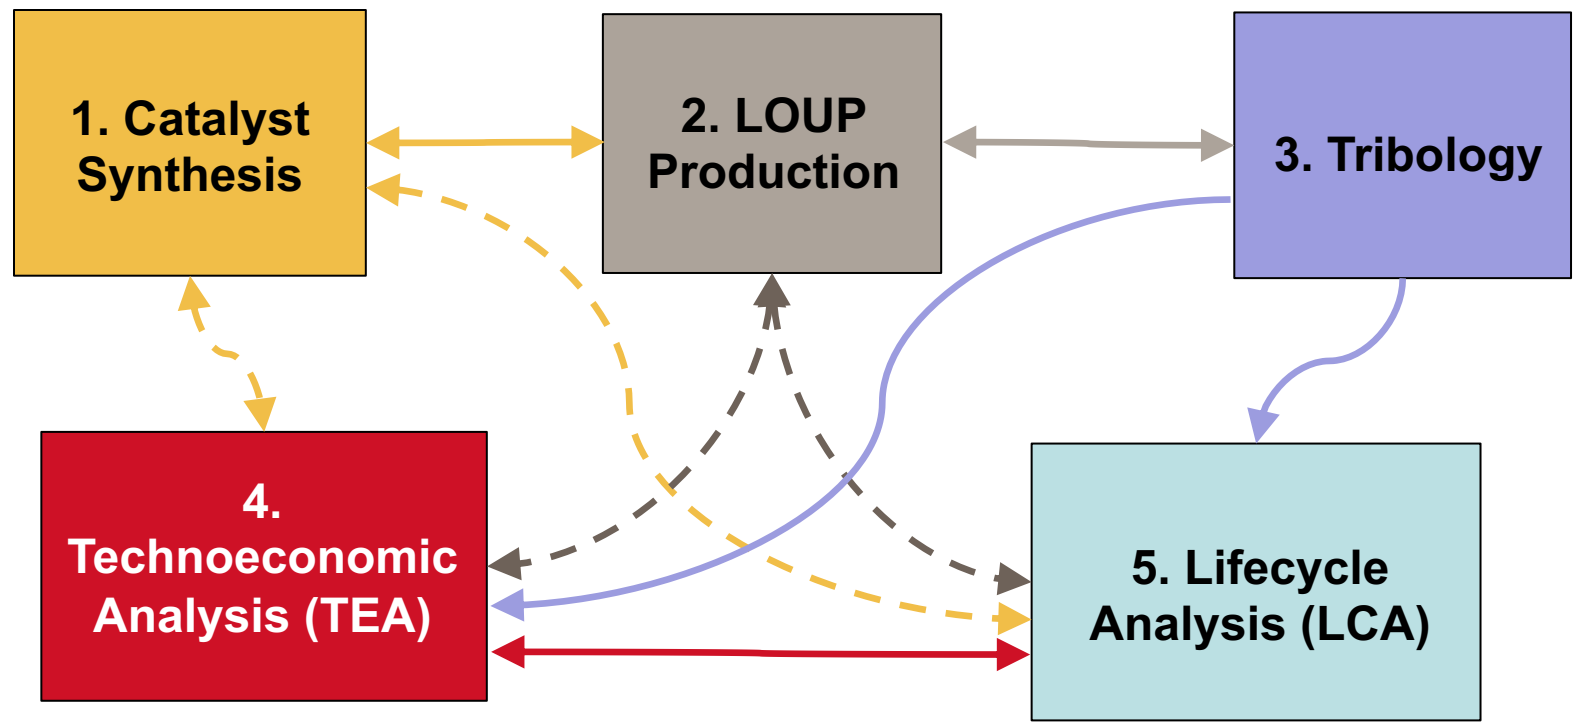 1. Catalyst
Synthesis
2. LOUP
Production
3. Tribology
4.
Technoeconomic
Analysis (TEA)
5. Lifecycle
Analysis (LCA)